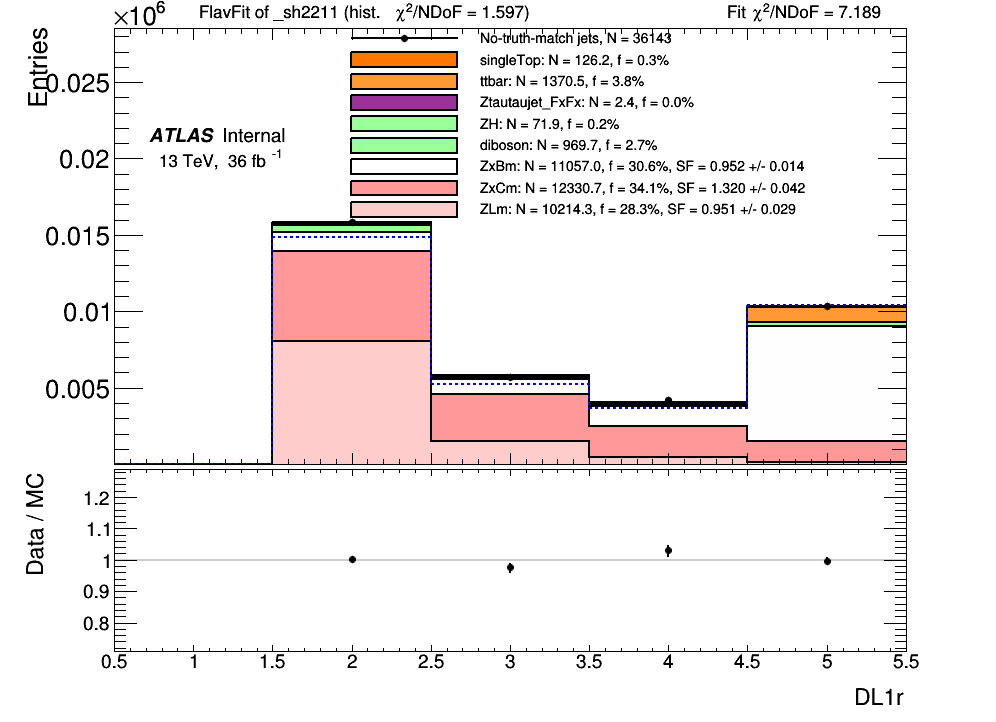 ×10⁶ FlavFit of _sh2211 (hist. χ²/NDoF = 1.597) Fit χ²/NDoF = 7.189
Entries
No-truth-match jets, N = 36143
singleTop: N = 126.2, f = 0.3%
ttbar: N = 1370.5, f = 3.8%
Ztautaujet_FxFx: N = 2.4, f = 0.0%
ZH: N = 71.9, f = 0.2%
diboson: N = 969.7, f = 2.7%
ZxBm: N = 11057.0, f = 30.6%, SF = 0.952 +/- 0.014
ZxCm: N = 12330.7, f = 34.1%, SF = 1.320 +/- 0.042
ZLm: N = 10214.3, f = 28.3%, SF = 0.951 +/- 0.029
ATLAS Internal
13 TeV, 36 fb⁻¹
0.025
0.02
0.015
0.01
0.005
Data / MC
1.2
1.1
1
0.9
0.8
0.5 1 1.5 2 2.5 3 3.5 4 4.5 5 5.5
DL1r